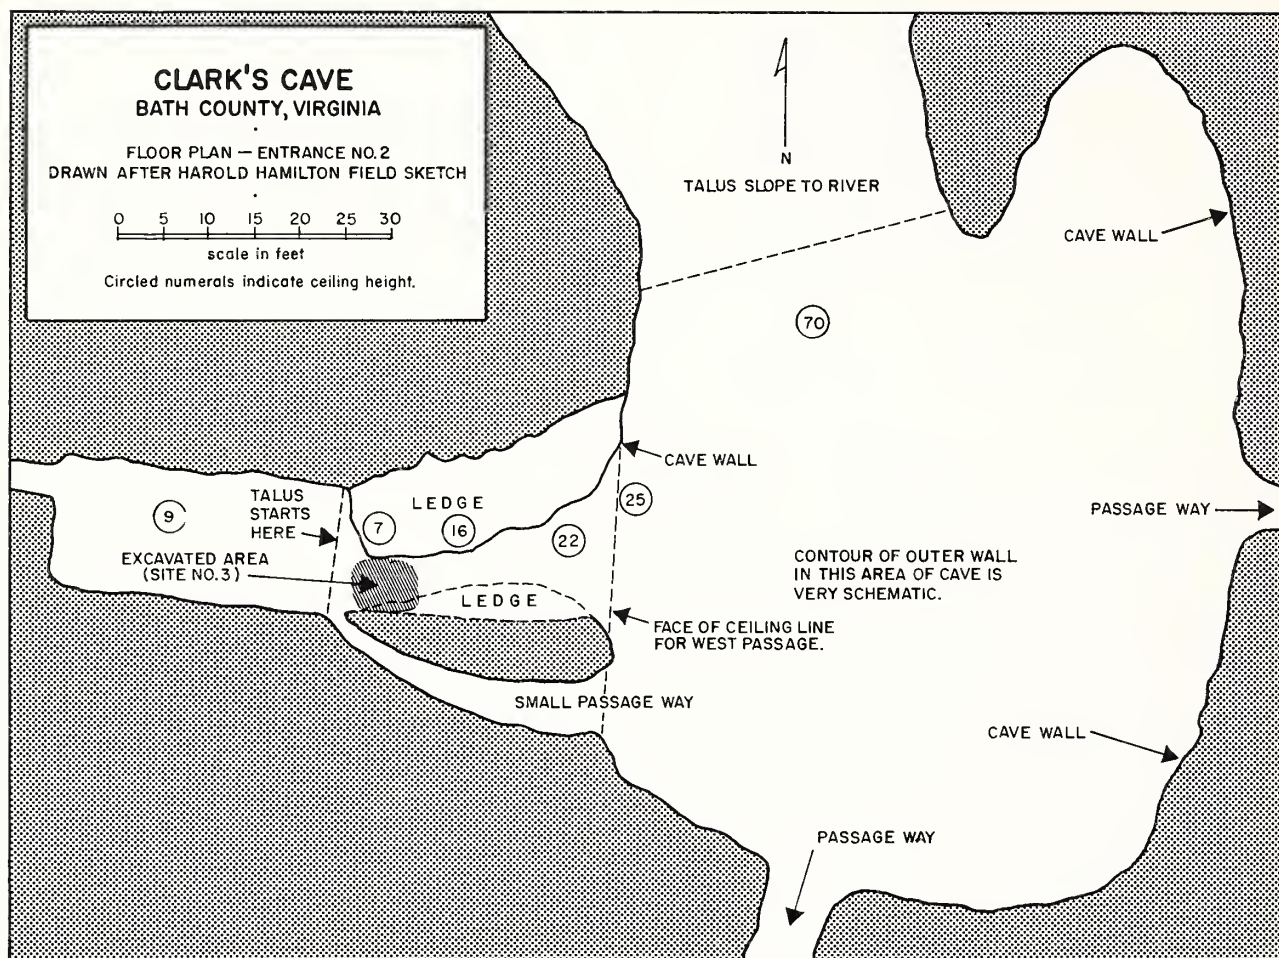 CLARK'S CAVE
BATH COUNTY, VIRGINIA
FLOOR PLAN — ENTRANCE NO. 2
DRAWN AFTER HAROLD HAMILTON FIELD SKETCH
0 5 10 15 20 25 30
scale in feet
Circled numerals indicate ceiling height.
N
TALUS SLOPE TO RIVER
CAVE WALL
70
CAVE WALL
LEDGE
TALUS
STARTS
HERE
9
7
16
22
25
PASSAGE WAY
EXCAVATED AREA
(SITE NO. 3)
LEDGE
CONTOUR OF OUTER WALL
IN THIS AREA OF CAVE IS
VERY SCHEMATIC.
FACE OF CEILING LINE
FOR WEST PASSAGE.
SMALL PASSAGE WAY
CAVE WALL
PASSAGE WAY